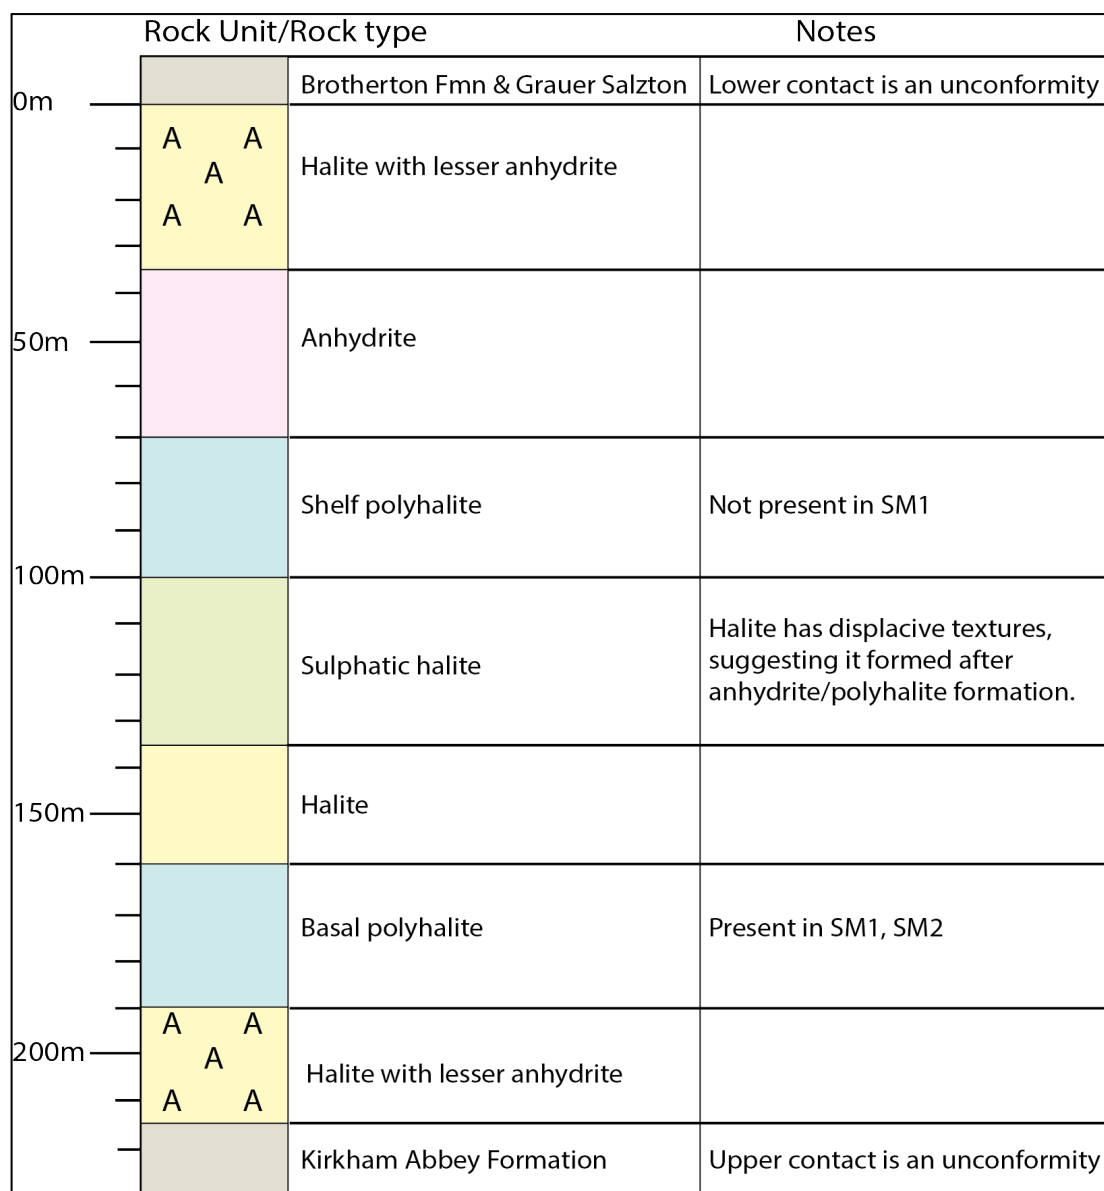 Rock Unit/Rock type Notes
Brotherton Fmn & Grauer Salzton Lower contact is an unconformity
0m
A A
A
A A
Halite with lesser anhydrite
50m
Anhydrite
Shelf polyhalite Not present in SM1
100m
Sulphatic halite
Halite has displacive textures,
suggesting it formed after
anhydrite/polyhalite formation.
150m
Halite
Basal polyhalite Present in SM1, SM2
200m
A A
A
A A
Halite with lesser anhydrite
Kirkham Abbey Formation Upper contact is an unconformity